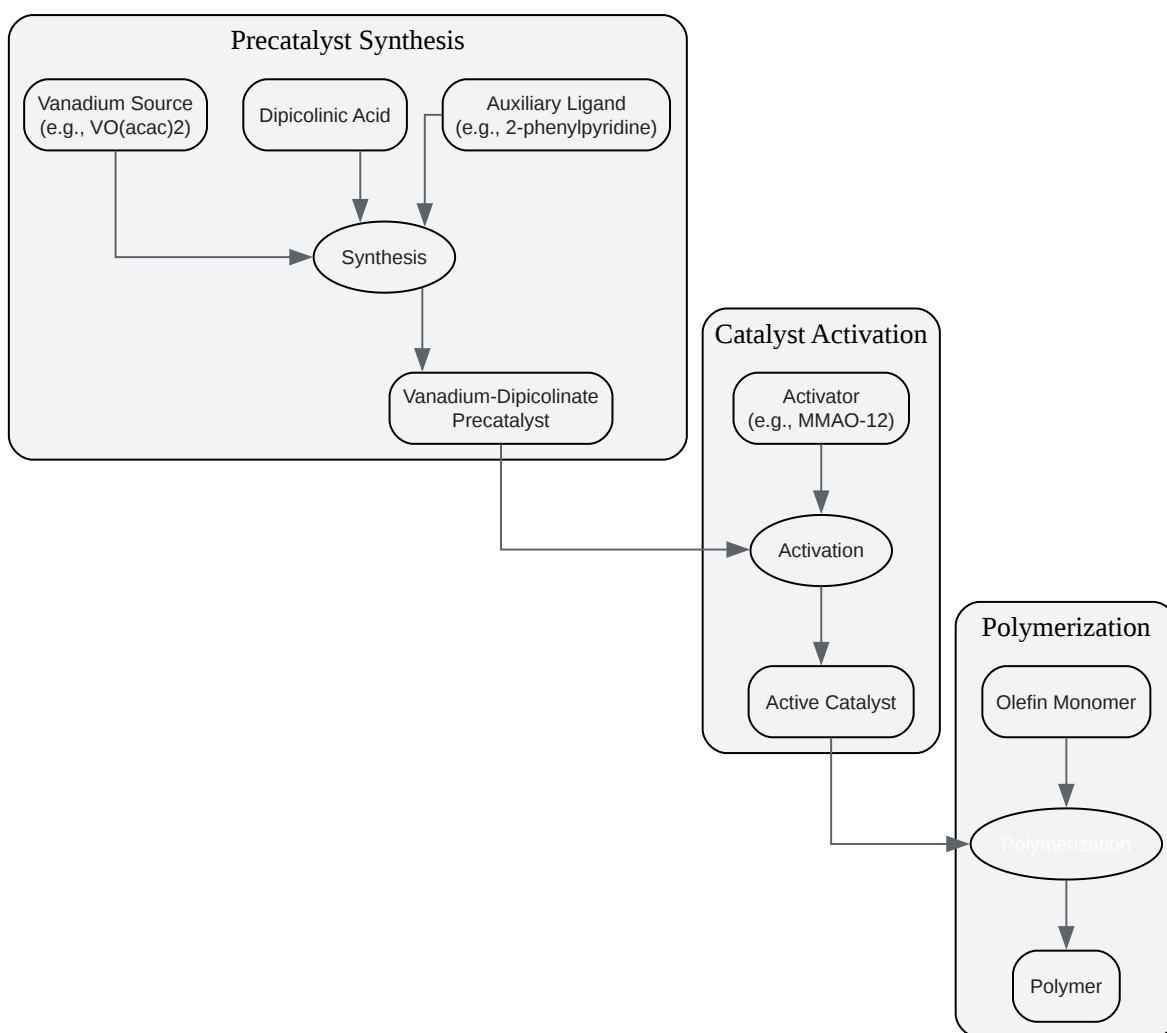 Precatalyst Synthesis
Vanadium Source
(e.g., VO(acac)2)
Dipicolinic Acid
Auxiliary Ligand
(e.g., 2-phenylpyridine)
Synthesis
Vanadium-Dipicolinate
Precatalyst
Catalyst Activation
Activator
(e.g., MMAO-12)
Activation
Active Catalyst
Polymerization
Olefin Monomer
Polymerization
Polymer